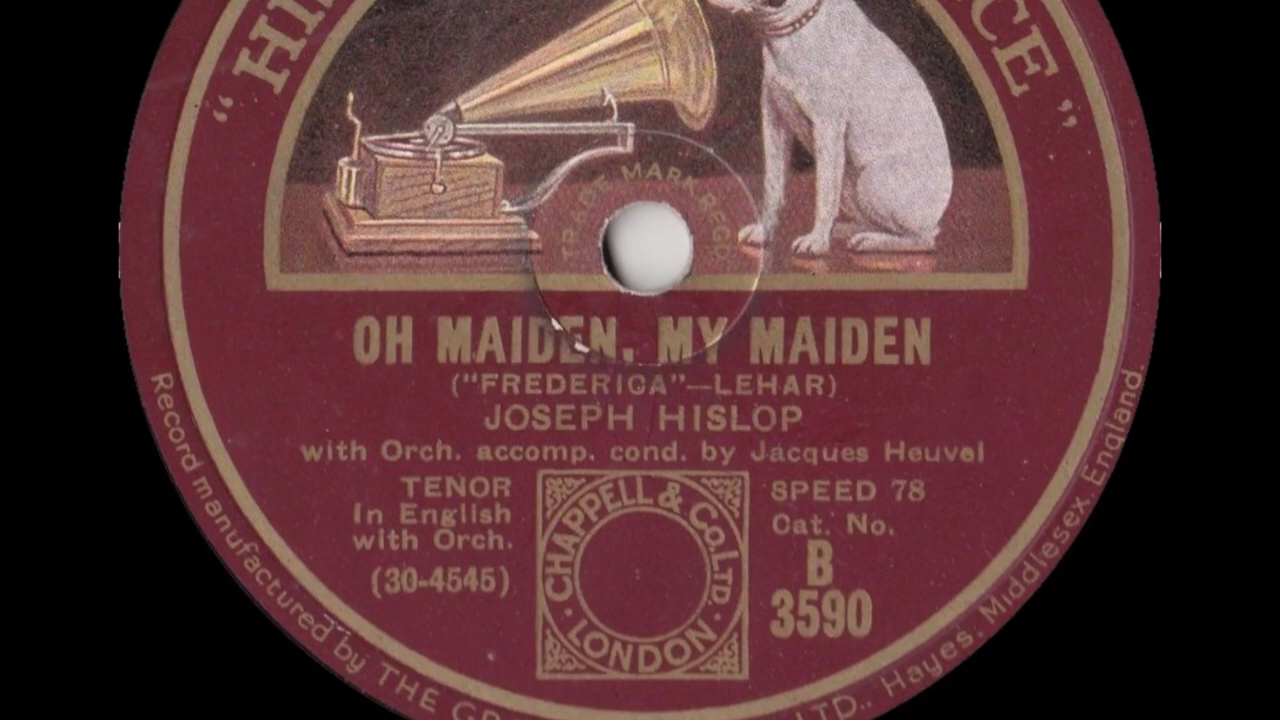 “HI
ICE”
TRADE MARK REGD.
OH MAIDEN, MY MAIDEN
("FREDERICA"—LEHAR)
JOSEPH HISLOP
with Orch. accomp. cond. by Jacques Heuvel
TENOR
In English
with Orch.
(30-4545)
CHAPPELL & Co. LTD.
· LONDON ·
SPEED 78
Cat. No.
B
3590
Record manufactured by THE GR LTD., Hayes, Middlesex, England.